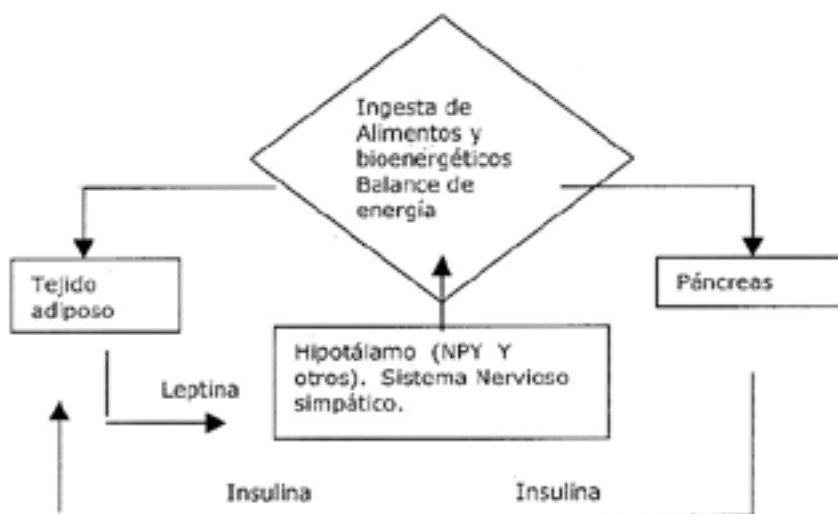 Ingesta de
Alimentos y
bioenergéticos
Balance de
energía
Tejido
adiposo
Páncreas
Hipotálamo (NPY Y
otros). Sistema Nervioso
simpático.
Leptina
Insulina
Insulina